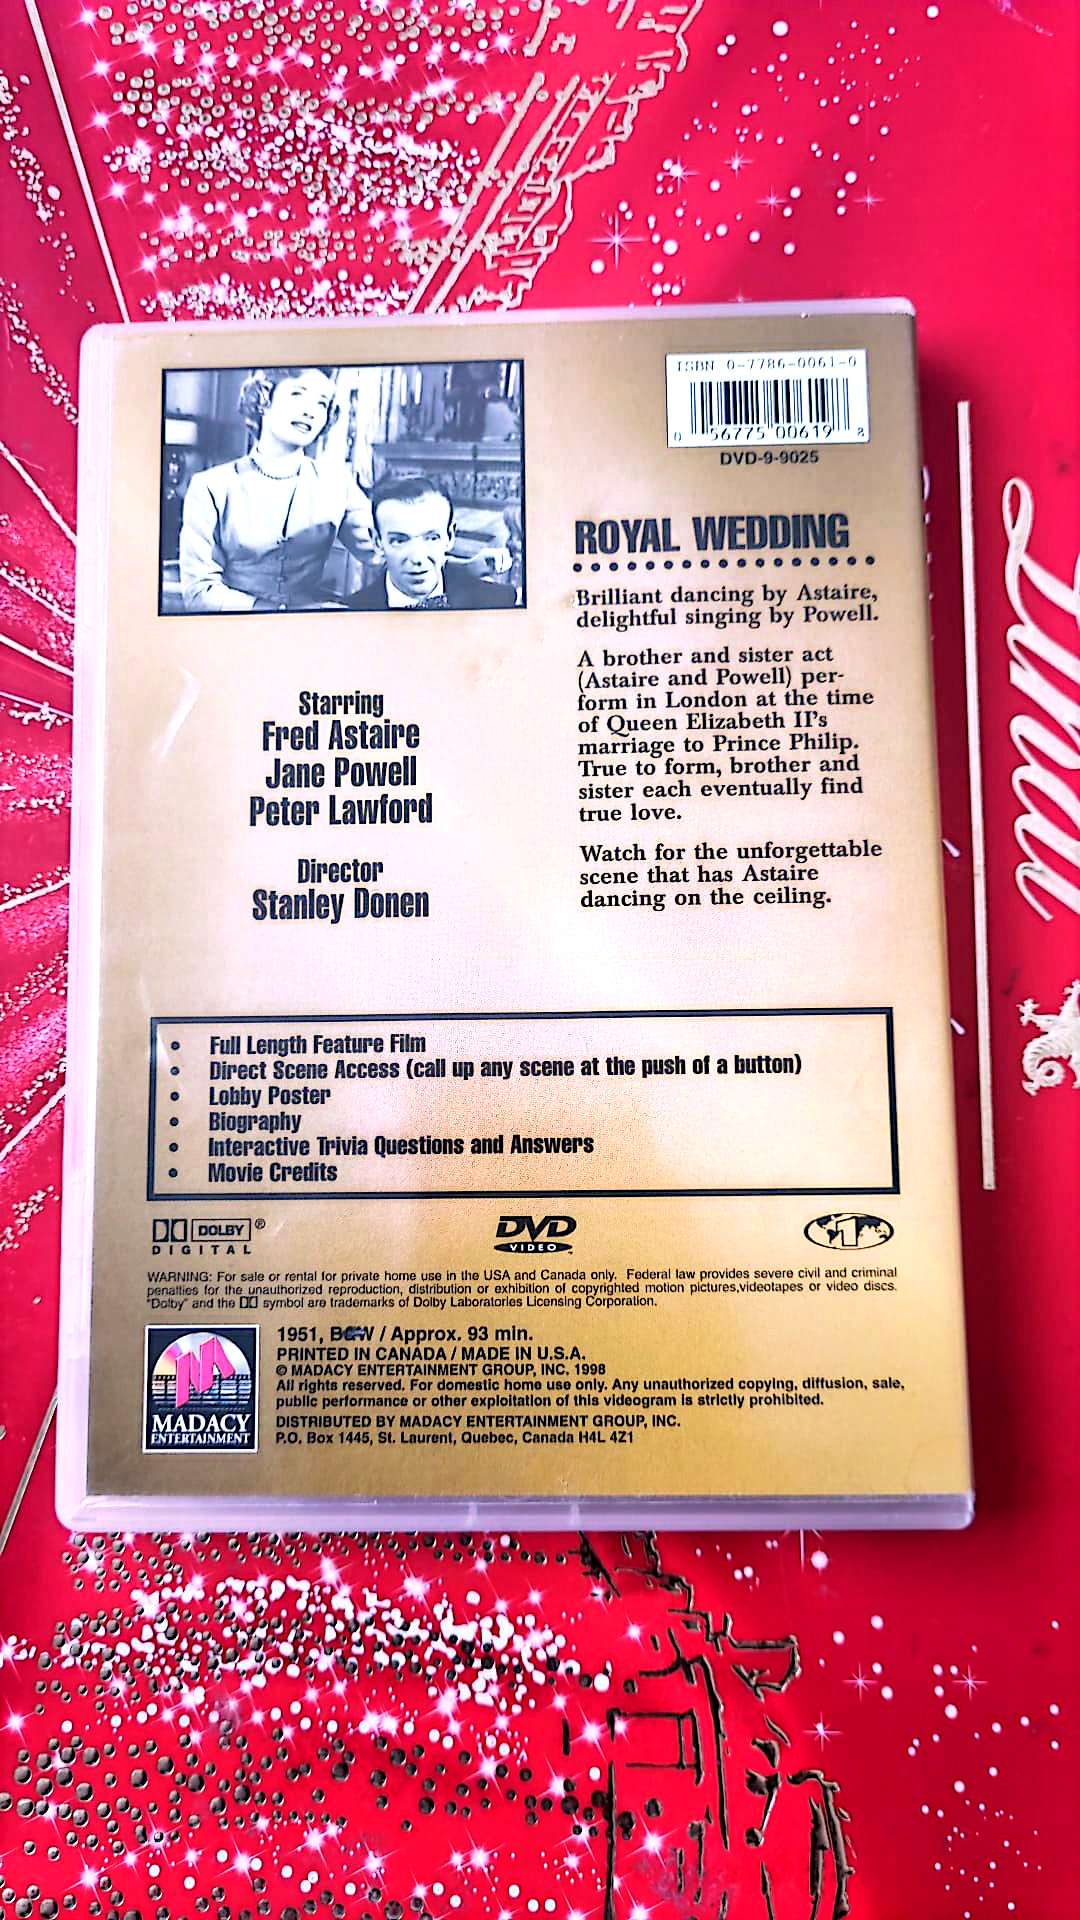 ISBN 0-7786-0061-0
0 56775 00619 8
DVD-9-9025
ROYAL WEDDING
Brilliant dancing by Astaire,
delightful singing by Powell.
A brother and sister act
(Astaire and Powell) per-
form in London at the time
of Queen Elizabeth II's
marriage to Prince Philip.
True to form, brother and
sister each eventually find
true love.
Watch for the unforgettable
scene that has Astaire
dancing on the ceiling.
Starring
Fred Astaire
Jane Powell
Peter Lawford
Director
Stanley Donen
• Full Length Feature Film
• Direct Scene Access (call up any scene at the push of a button)
• Lobby Poster
• Biography
• Interactive Trivia Questions and Answers
• Movie Credits
DOLBY ®
DIGITAL
DVD
VIDEO
1
WARNING: For sale or rental for private home use in the USA and Canada only. Federal law provides severe civil and criminal
penalties for the unauthorized reproduction, distribution or exhibition of copyrighted motion pictures,videotapes or video discs.
"Dolby" and the symbol are trademarks of Dolby Laboratories Licensing Corporation.
MADACY
ENTERTAINMENT
1951, / Approx. 93 min.
PRINTED IN CANADA / MADE IN U.S.A.
© MADACY ENTERTAINMENT GROUP, INC. 1998
All rights reserved. For domestic home use only. Any unauthorized copying, diffusion, sale,
public performance or other exploitation of this videogram is strictly prohibited.
DISTRIBUTED BY MADACY ENTERTAINMENT GROUP, INC.
P.O. Box 1445, St. Laurent, Quebec, Canada H4L 4Z1